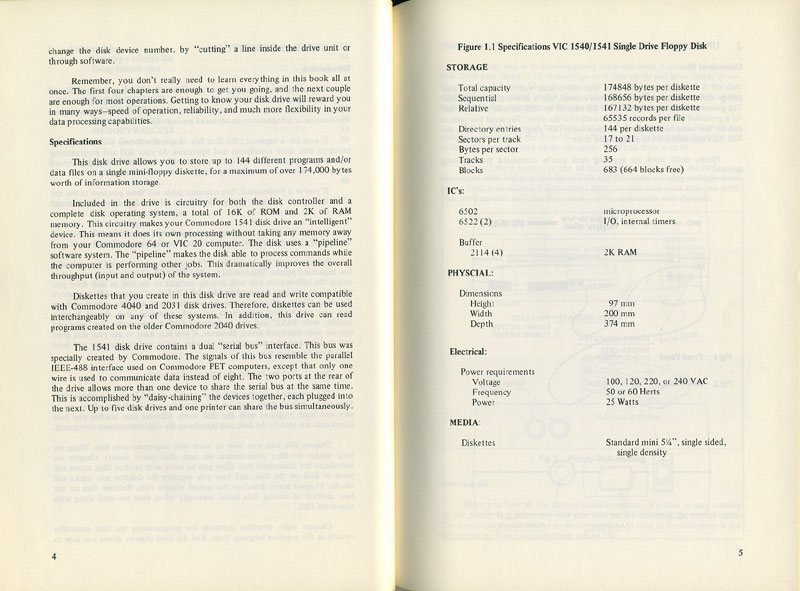 change the disk device number, by “cutting” a line inside the drive unit or
through software.
Remember, you don’t really need to learn everything in this book all at
once. The first four chapters are enough to get you going, and the next couple
are enough for most operations. Getting to know your disk drive will reward you
in many ways–speed of operation, reliability, and much more flexibility in your
data processing capabilities.
Specifications
This disk drive allows you to store up to 144 different programs and/or
data files on a single mini-floppy diskette, for a maximum of over 174,000 bytes
worth of information storage.
Included in the drive is circuitry for both the disk controller and a
complete disk operating system, a total of 16K of ROM and 2K of RAM
memory. This circuitry makes your Commodore 1541 disk drive an “intelligent”
device. This means it does its own processing without taking any memory away
from your Commodore 64 or VIC 20 computer. The disk uses a “pipeline”
software system. The “pipeline” makes the disk able to process commands while
the computer is performing other jobs. This dramatically improves the overall
throughput (input and output) of the system.
Diskettes that you create in this disk drive are read and write compatible
with Commodore 4040 and 2031 disk drives. Therefore, diskettes can be used
interchangeably on any of these systems. In addition, this drive can read
programs created on the older Commodore 2040 drives.
The 1541 disk drive contains a dual “serial bus” interface. This bus was
specially created by Commodore. The signals of this bus resemble the parallel
IEEE-488 interface used on Commodore PET computers, except that only one
wire is used to communicate data instead of eight. The two ports at the rear of
the drive allows more than one device to share the serial bus at the same time.
This is accomplished by “daisy-chaining” the devices together, each plugged into
the next. Up to five disk drives and one printer can share the bus simultaneously.
4
Figure 1.1 Specifications VIC 1540/1541 Single Drive Floppy Disk
STORAGE
Total capacity 174848 bytes per diskette
Sequential 168656 bytes per diskette
Relative 167132 bytes per diskette
65535 records per file
Directory entries 144 per diskette
Sectors per track 17 to 21
Bytes per sector 256
Tracks 35
Blocks 683 (664 blocks free)
IC’s:
6502 microprocessor
6522 (2) I/O, internal timers
Buffer
2114 (4) 2K RAM
PHYSCIAL:
Dimensions
Height 97 mm
Width 200 mm
Depth 374 mm
Electrical:
Power requirements
Voltage 100, 120, 220, or 240 VAC
Frequency 50 or 60 Herts
Power 25 Watts
MEDIA:
Diskettes Standard mini 5¼”, single sided,
single density
5